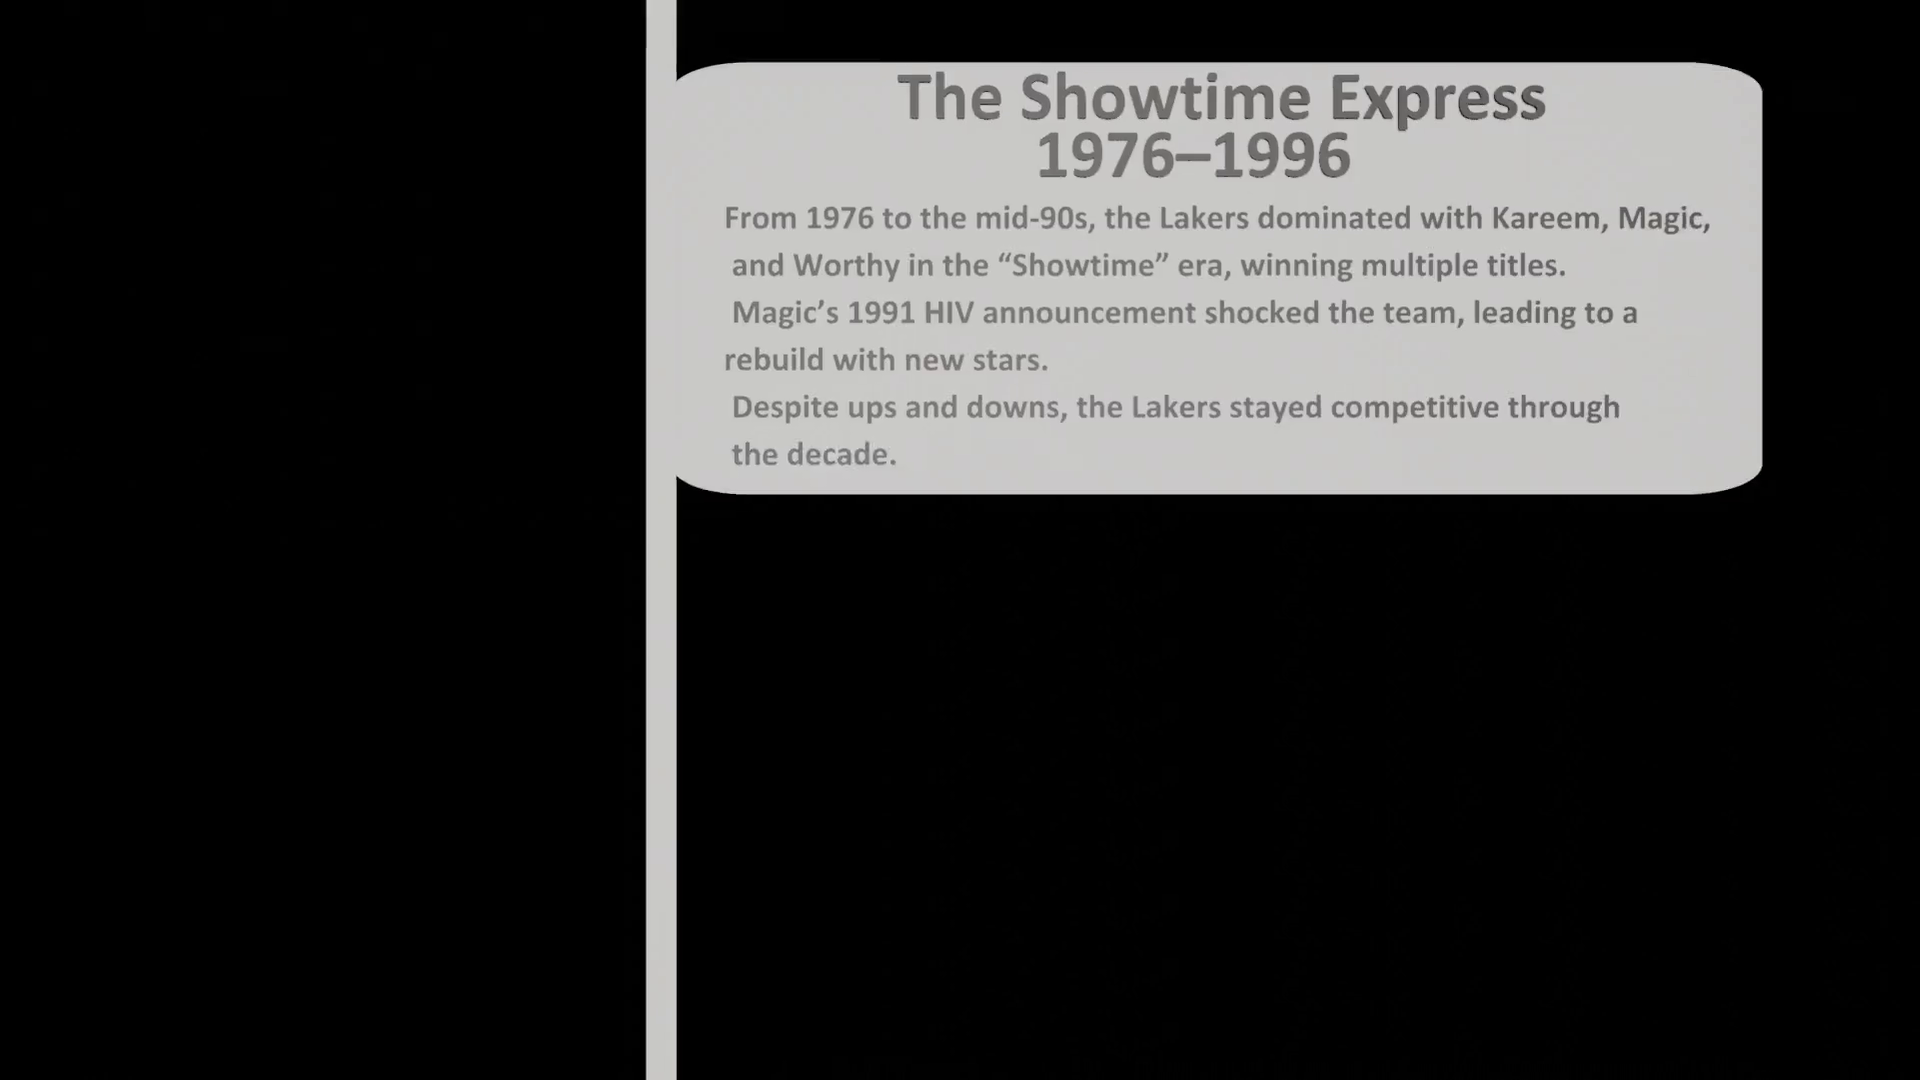 The Showtime Express
1976–1996
From 1976 to the mid-90s, the Lakers dominated with Kareem, Magic,
and Worthy in the “Showtime” era, winning multiple titles.
Magic’s 1991 HIV announcement shocked the team, leading to a
rebuild with new stars.
Despite ups and downs, the Lakers stayed competitive through
the decade.